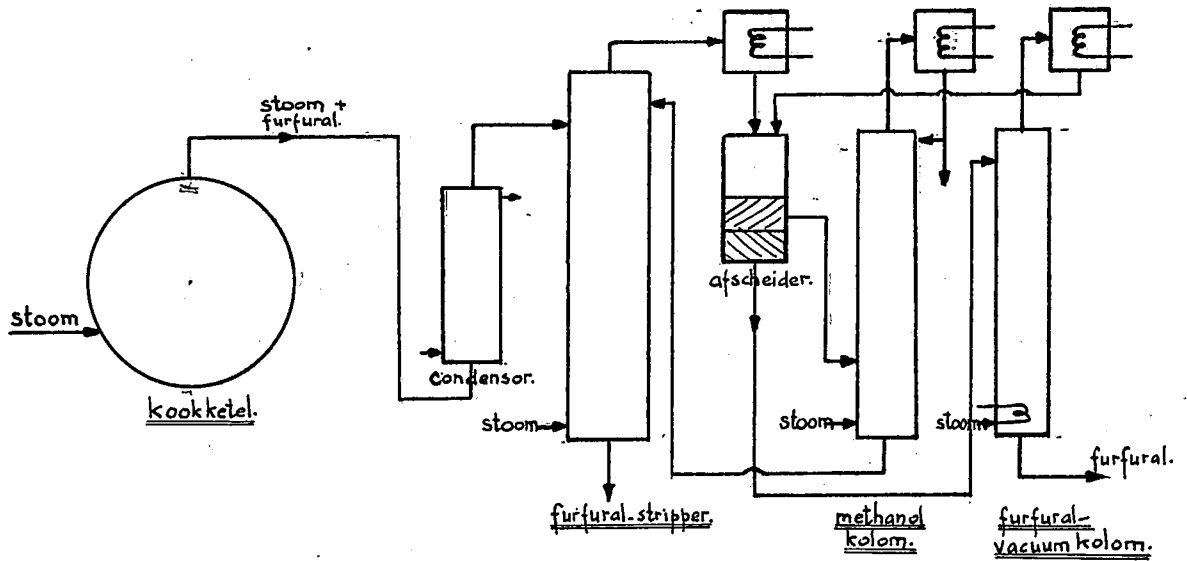 stoom +
furfural.
stoom
kookketel.
condensor.
stoom
furfural-stripper.
afscheider.
stoom
methanol
kolom.
stoom
furfural.
furfural-
vacuum kolom.